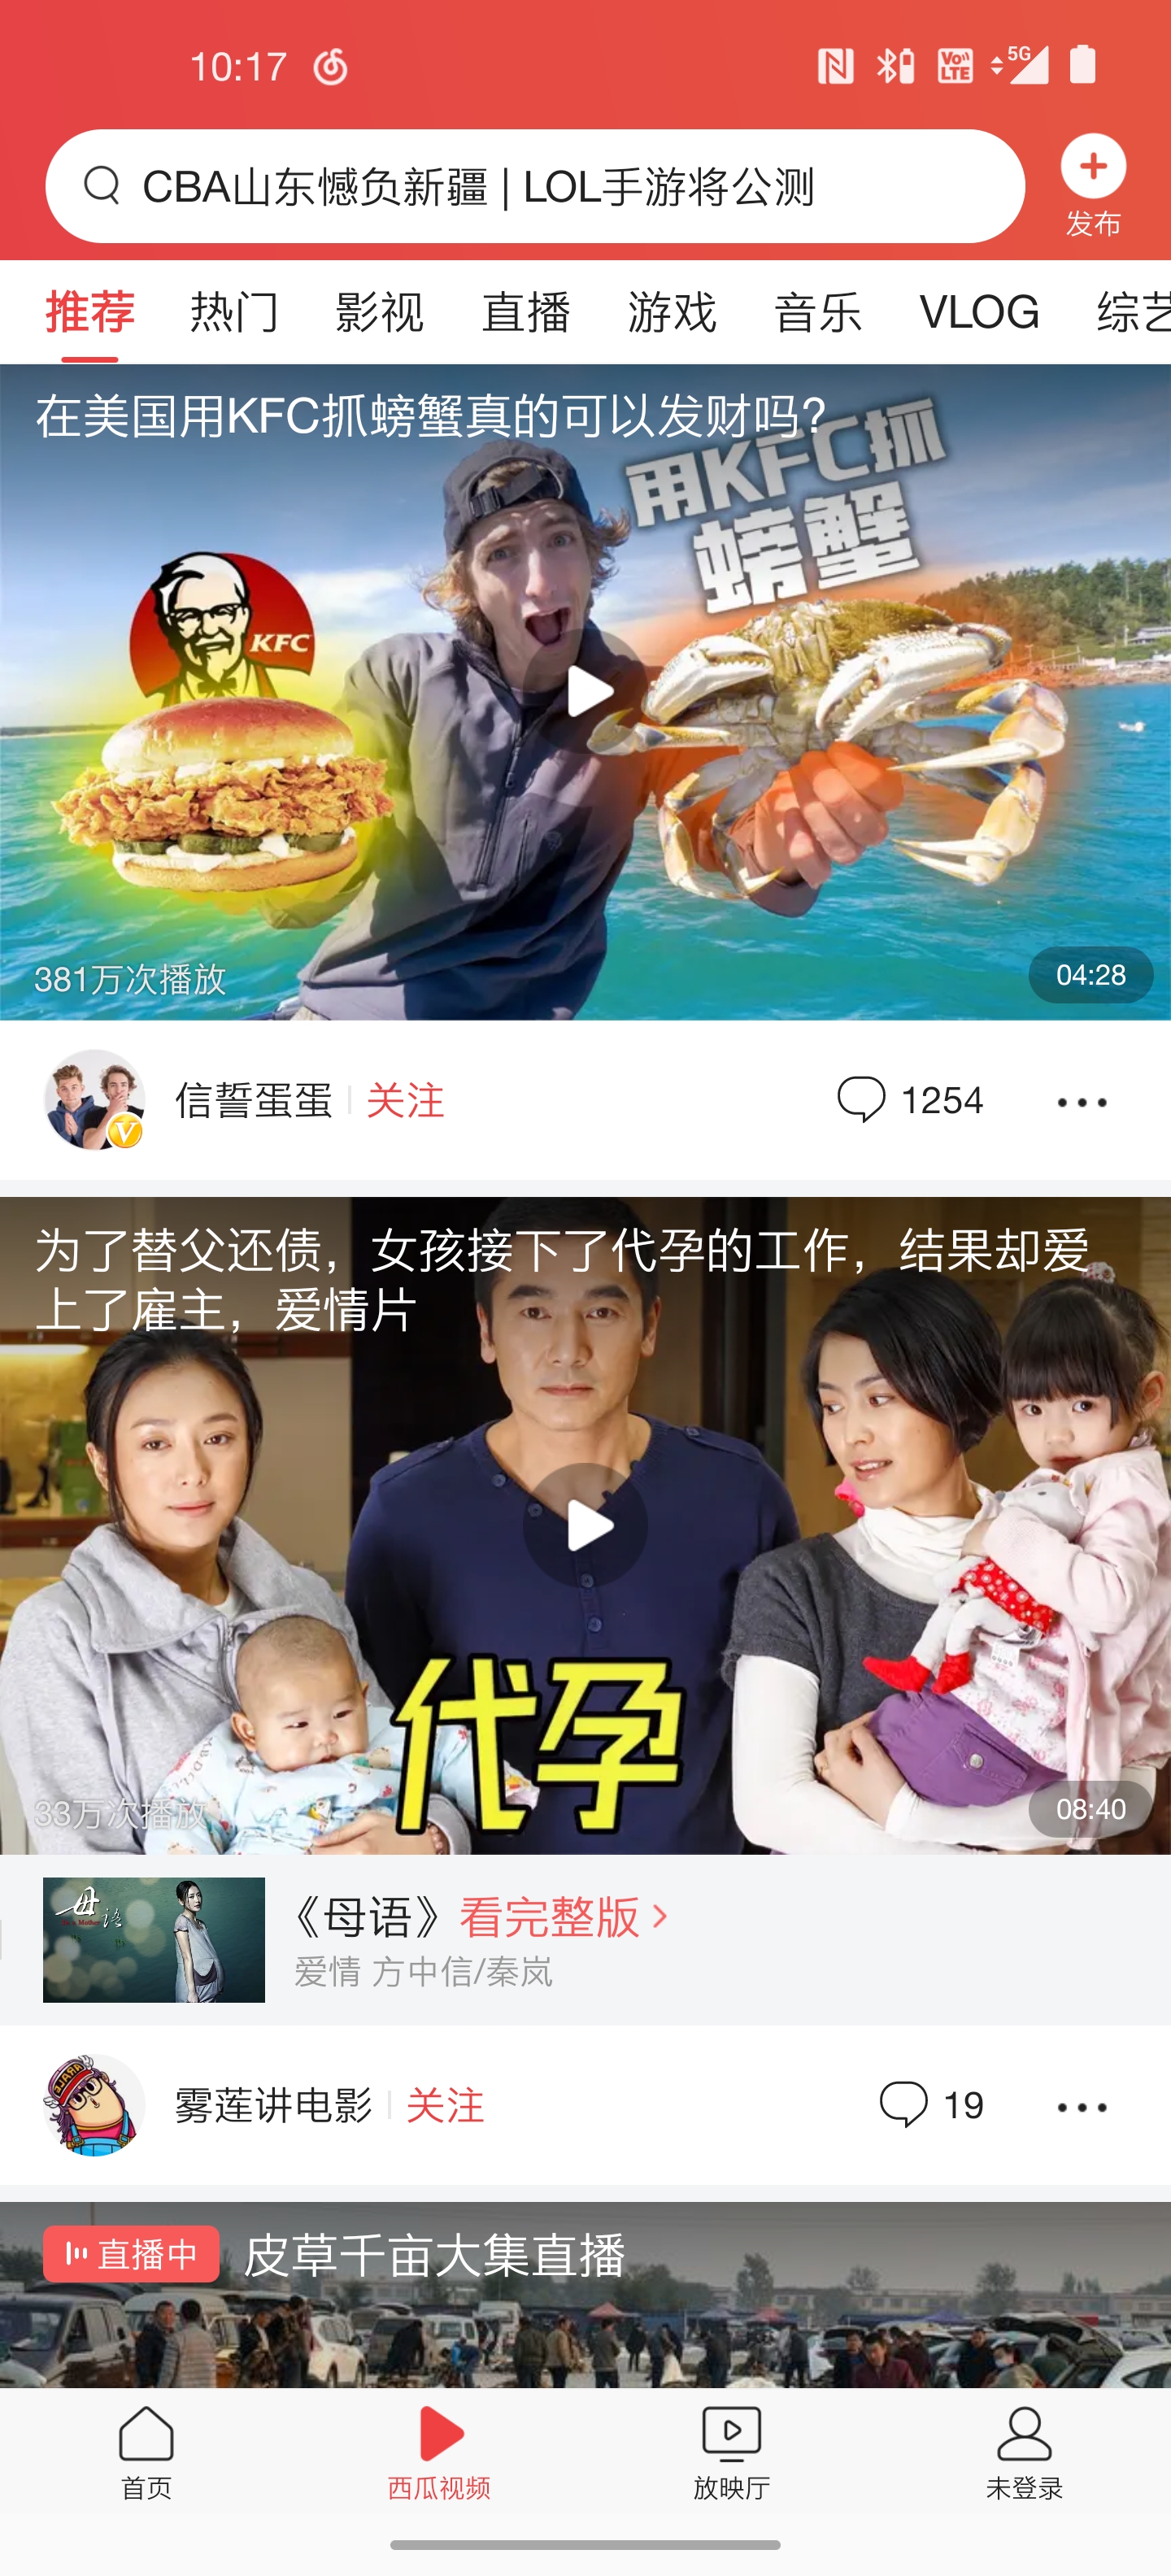 10:17
5G
Vo)) LTE
CBA山东憾负新疆 | LOL手游将公测
发布
推荐 热门 影视 直播 游戏 音乐 VLOG 综艺
在美国用KFC抓螃蟹真的可以发财吗?
用KFC抓
螃蟹
KFC
381万次播放
04:28
信誓蛋蛋 关注 1254
为了替父还债，女孩接下了代孕的工作，结果却爱
上了雇主，爱情片
代孕
33万次播放
08:40
母语
《母语》看完整版
爱情 方中信/秦岚
雾莲讲电影 关注 19
直播中 皮草千亩大集直播
首页 西瓜视频 放映厅 未登录